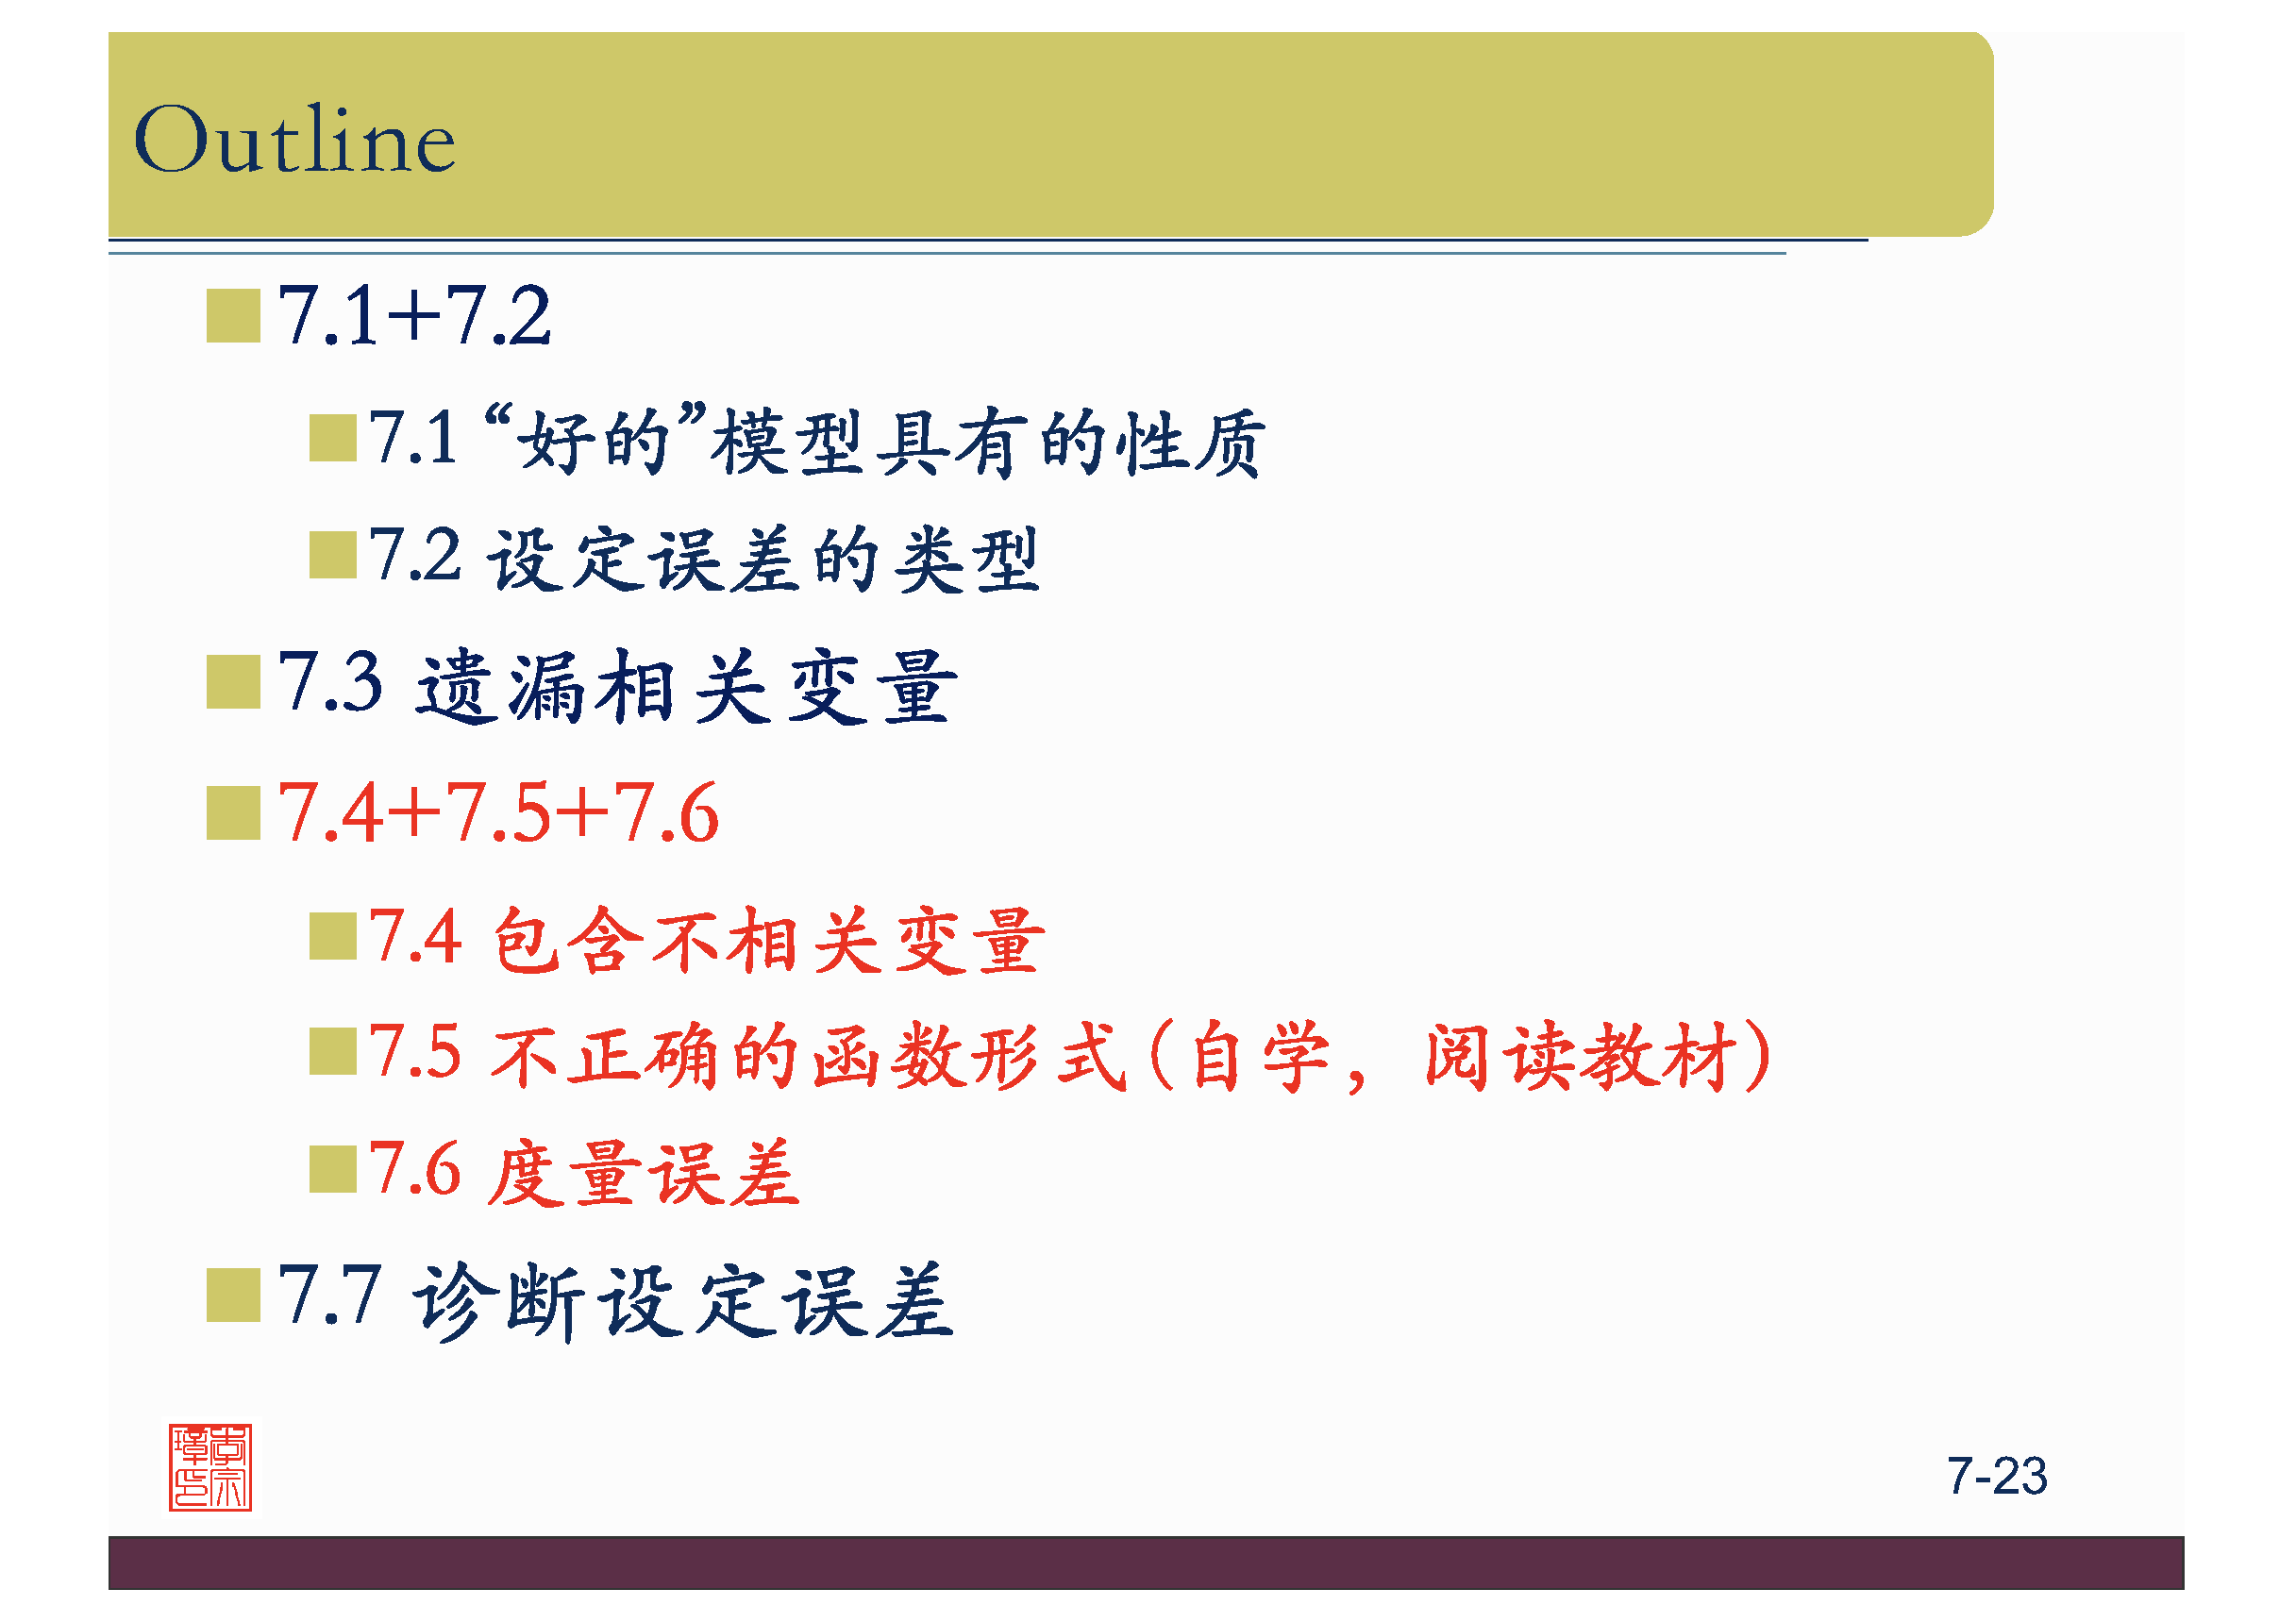 Outline
7.1+7.2
7.1 “好的”模型具有的性质
7.2 设定误差的类型
7.3 遗漏相关变量
7.4+7.5+7.6
7.4 包含不相关变量
7.5 不正确的函数形式(自学，阅读教材)
7.6 度量误差
7.7 诊断设定误差
7-23